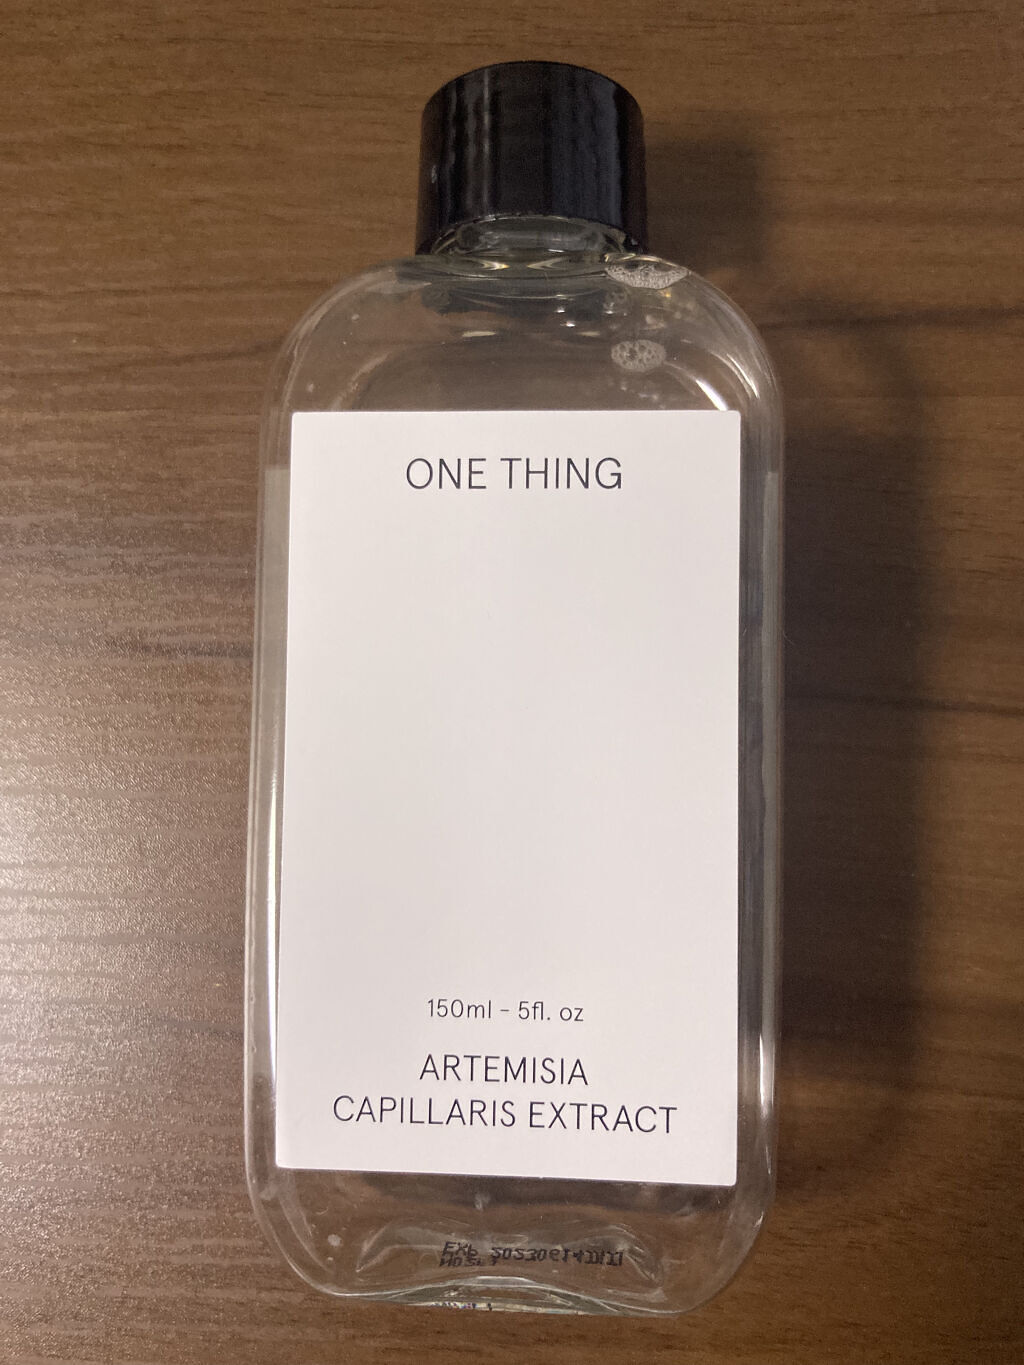 ONE THING
150ml - 5fl. oz
ARTEMISIA
CAPILLARIS EXTRACT